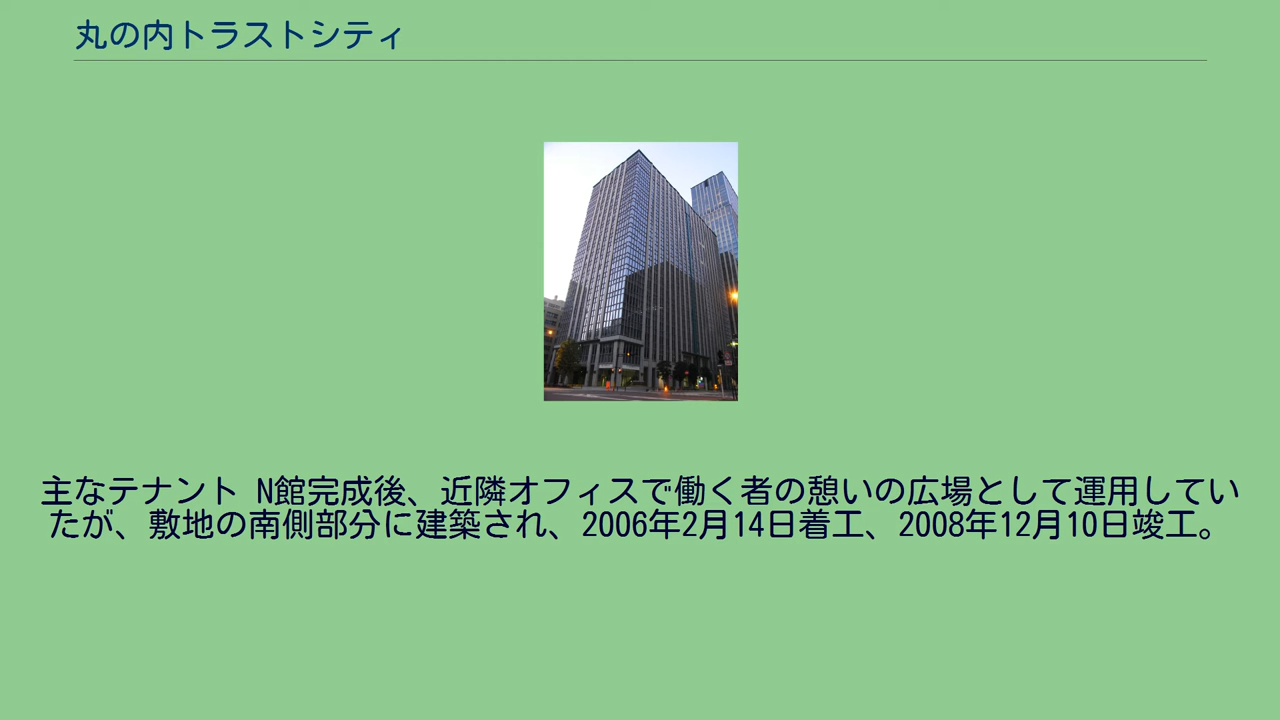 丸の内トラストシティ
主なテナント N館完成後、近隣オフィスで働く者の憩いの広場として運用してい
たが、敷地の南側部分に建築され、2006年2月14日着工、2008年12月10日竣工。